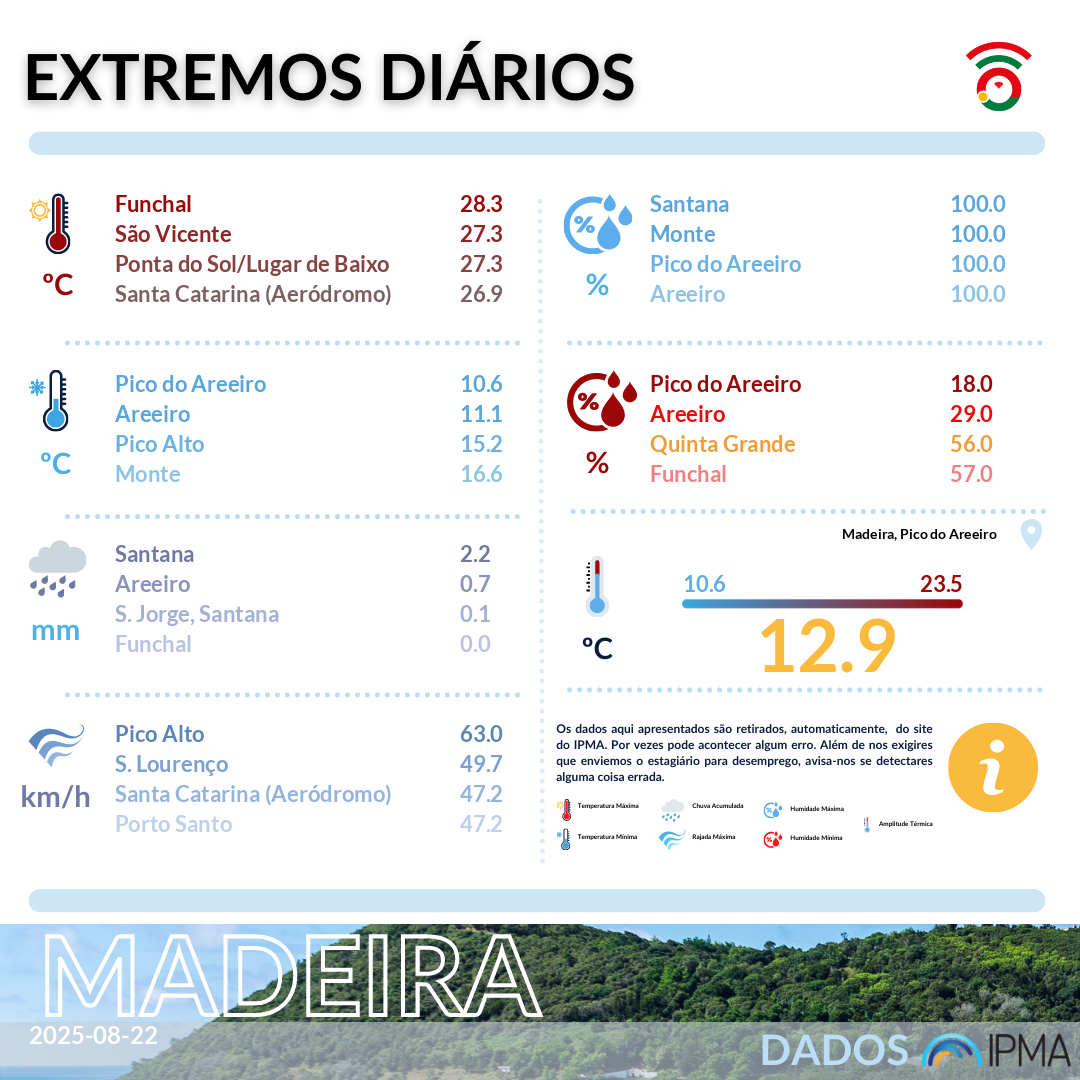 EXTREMOS DIÁRIOS
ºC
Funchal 28.3
São Vicente 27.3
Ponta do Sol/Lugar de Baixo 27.3
Santa Catarina (Aeródromo) 26.9
ºC
Pico do Areeiro 10.6
Areeiro 11.1
Pico Alto 15.2
Monte 16.6
mm
Santana 2.2
Areeiro 0.7
S. Jorge, Santana 0.1
Funchal 0.0
km/h
Pico Alto 63.0
S. Lourenço 49.7
Santa Catarina (Aeródromo) 47.2
Porto Santo 47.2
%
%
Santana 100.0
Monte 100.0
Pico do Areeiro 100.0
Areeiro 100.0
%
%
Pico do Areeiro 18.0
Areeiro 29.0
Quinta Grande 56.0
Funchal 57.0
Madeira, Pico do Areeiro
ºC
10.6 23.5
12.9
Os dados aqui apresentados são retirados, automaticamente, do site
do IPMA. Por vezes pode acontecer algum erro. Além de nos exigires
que enviemos o estagiário para desemprego, avisa-nos se detectares
alguma coisa errada.
i
Temperatura Máxima Chuva Acumulada Humidade Máxima
Amplitude Térmica
Temperatura Mínima Rajada Máxima Humidade Mínima
MADEIRA
2025-08-22
DADOS IPMA